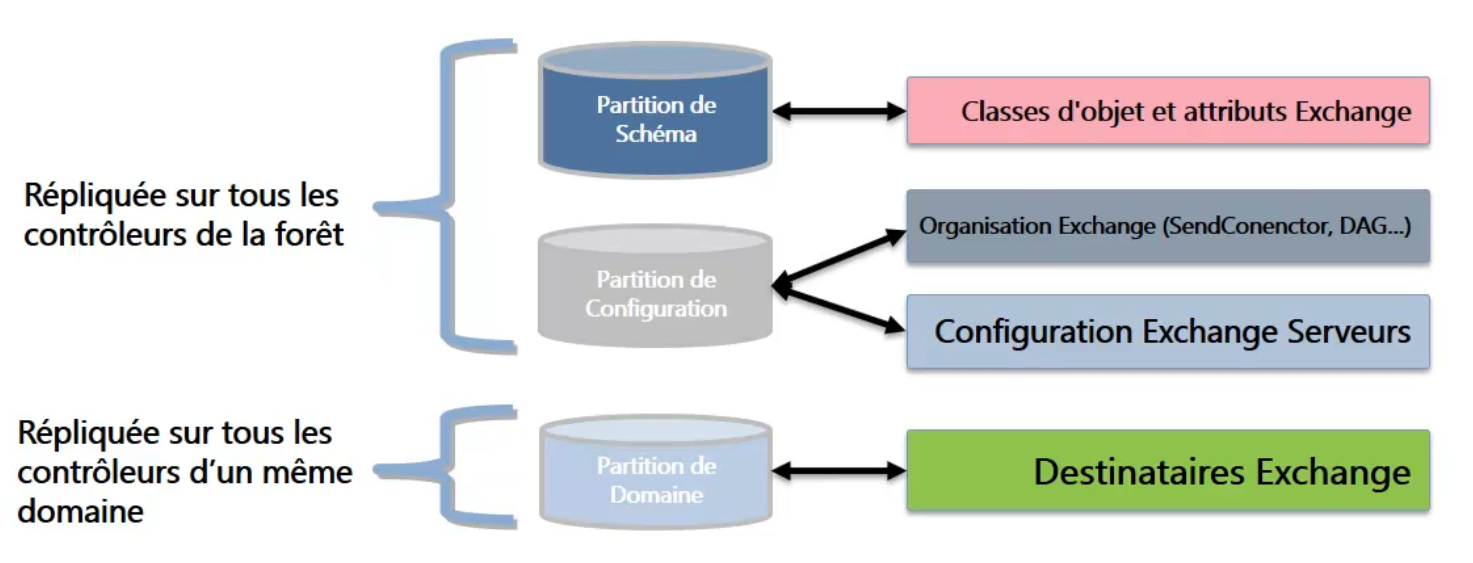 Partition de
Schéma
Classes d'objet et attributs Exchange
Répliquée sur tous les
contrôleurs de la forêt
Organisation Exchange (SendConenctor, DAG...)
Partition de
Configuration
Configuration Exchange Serveurs
Répliquée sur tous les
contrôleurs d’un même
domaine
Partition de
Domaine
Destinataires Exchange